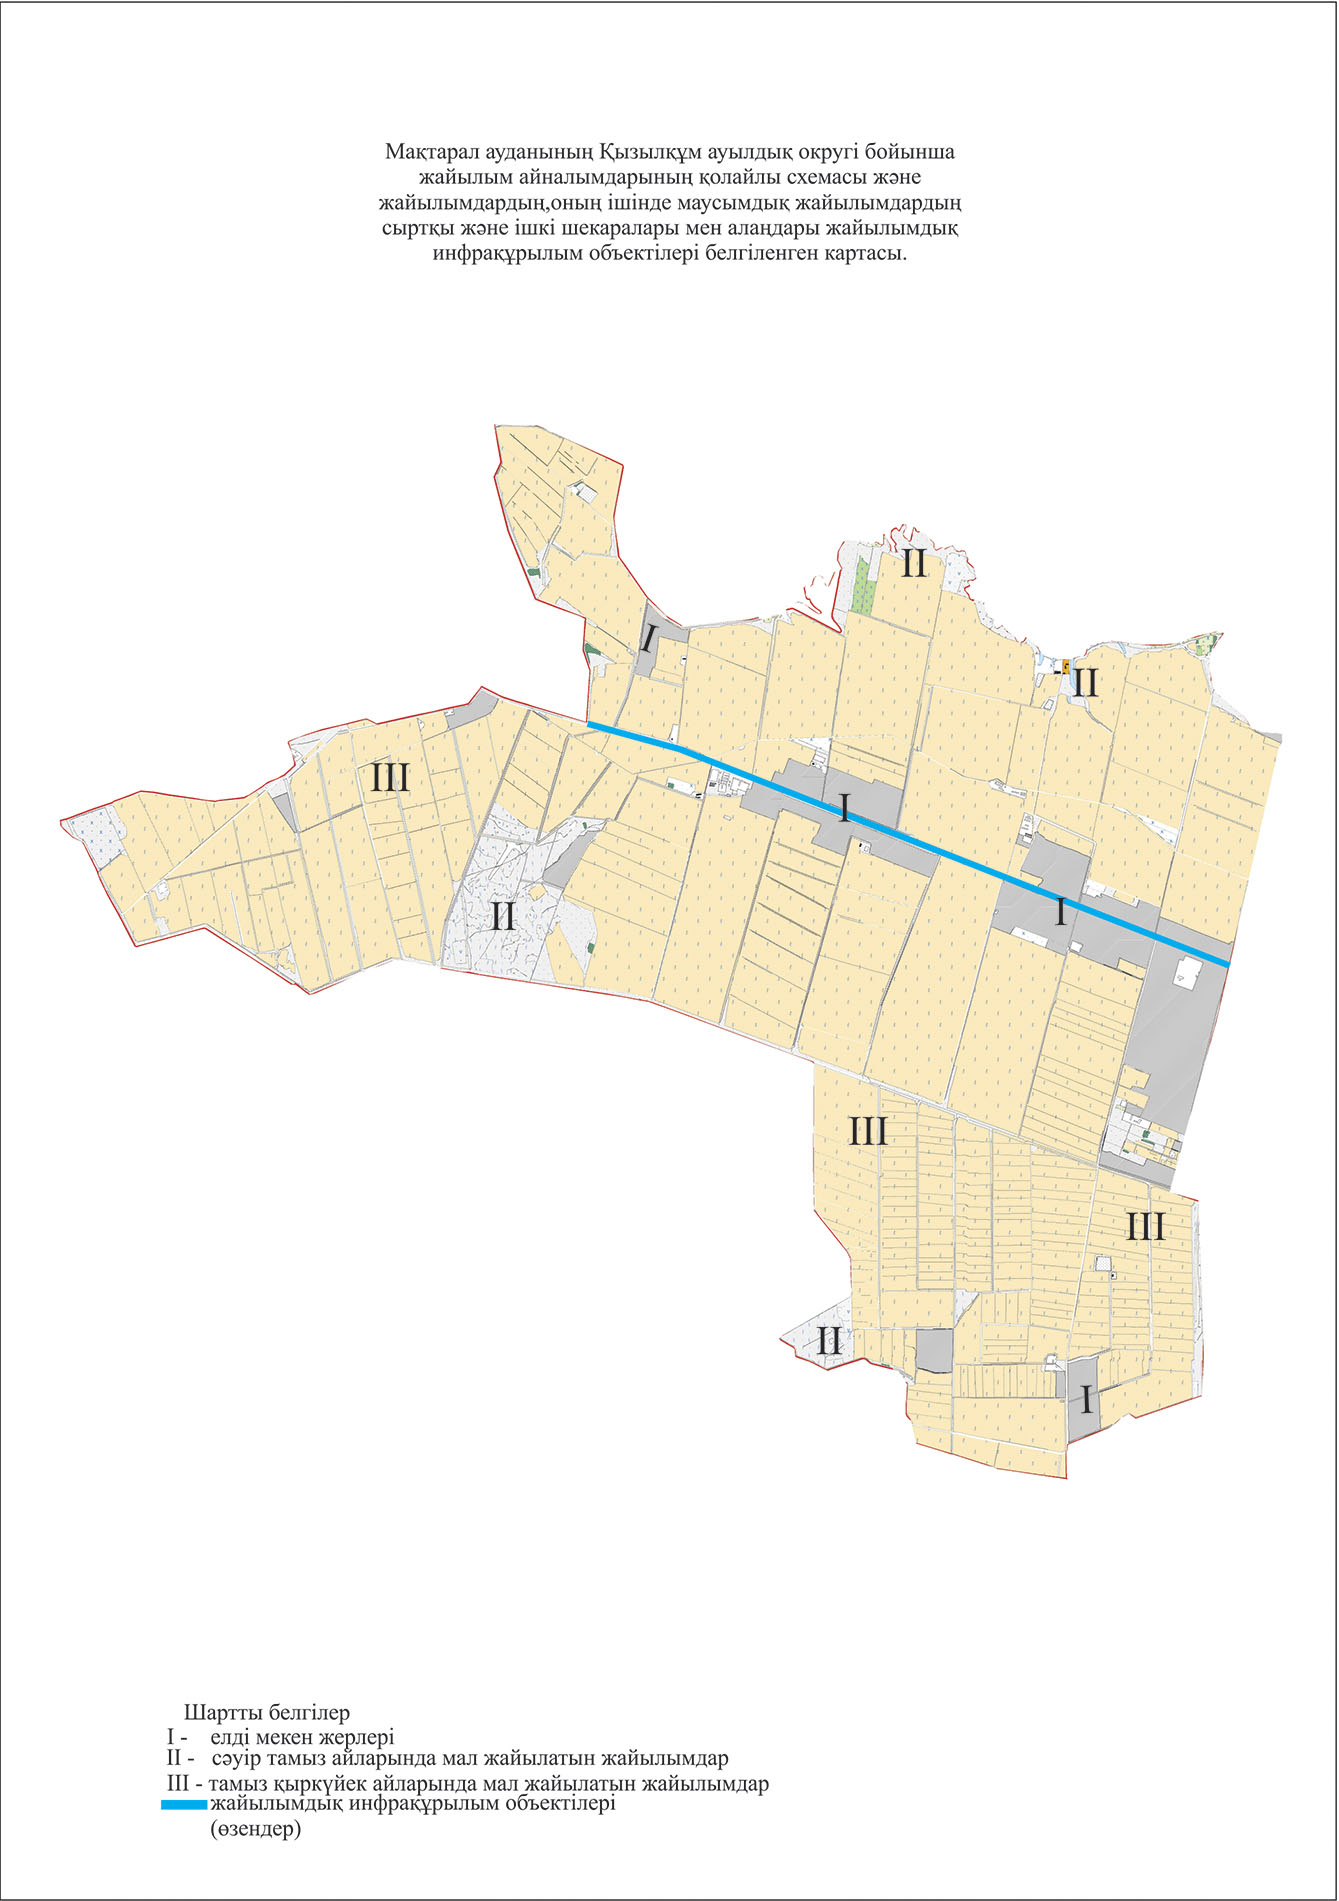 Мақтарал ауданының Қызылқұм ауылдық округі бойынша
жайылым айналымдарының қолайлы схемасы және
жайылымдардың,оның ішінде маусымдық жайылымдардың
сыртқы және ішкі шекаралары мен алаңдары жайылымдық
инфрақұрылым объектілері белгіленген картасы.
II
I
II
III
I
II
I
III
III
II
I
Шартты белгілер
I - елді мекен жерлері
II - сәуір тамыз айларында мал жайылатын жайылымдар
III - тамыз қыркүйек айларында мал жайылатын жайылымдар
жайылымдық инфрақұрылым объектілері
(өзендер)